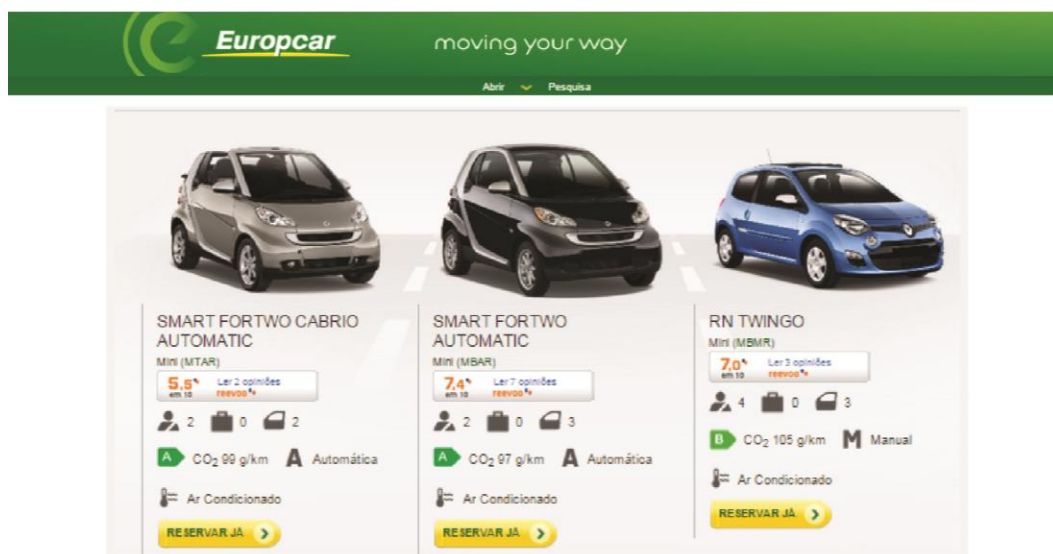 Europcar
moving your way
Abrir
Pesquisa
SMART FORTWO CABRIO
AUTOMATIC
Mini (MTAR)
5,5
em 10
Ler 2 opiniões
reevoo
2 0 2
A CO₂ 99 g/km A Automática
Ar Condicionado
RESERVAR JÁ
SMART FORTWO
AUTOMATIC
Mini (MBAR)
7,4
em 10
Ler 7 opiniões
reevoo
2 0 3
A CO₂ 97 g/km A Automática
Ar Condicionado
RESERVAR JÁ
RN TWINGO
Mini (MBMR)
7,0
em 10
Ler 3 opiniões
reevoo
4 0 3
B CO₂ 105 g/km M Manual
Ar Condicionado
RESERVAR JÁ